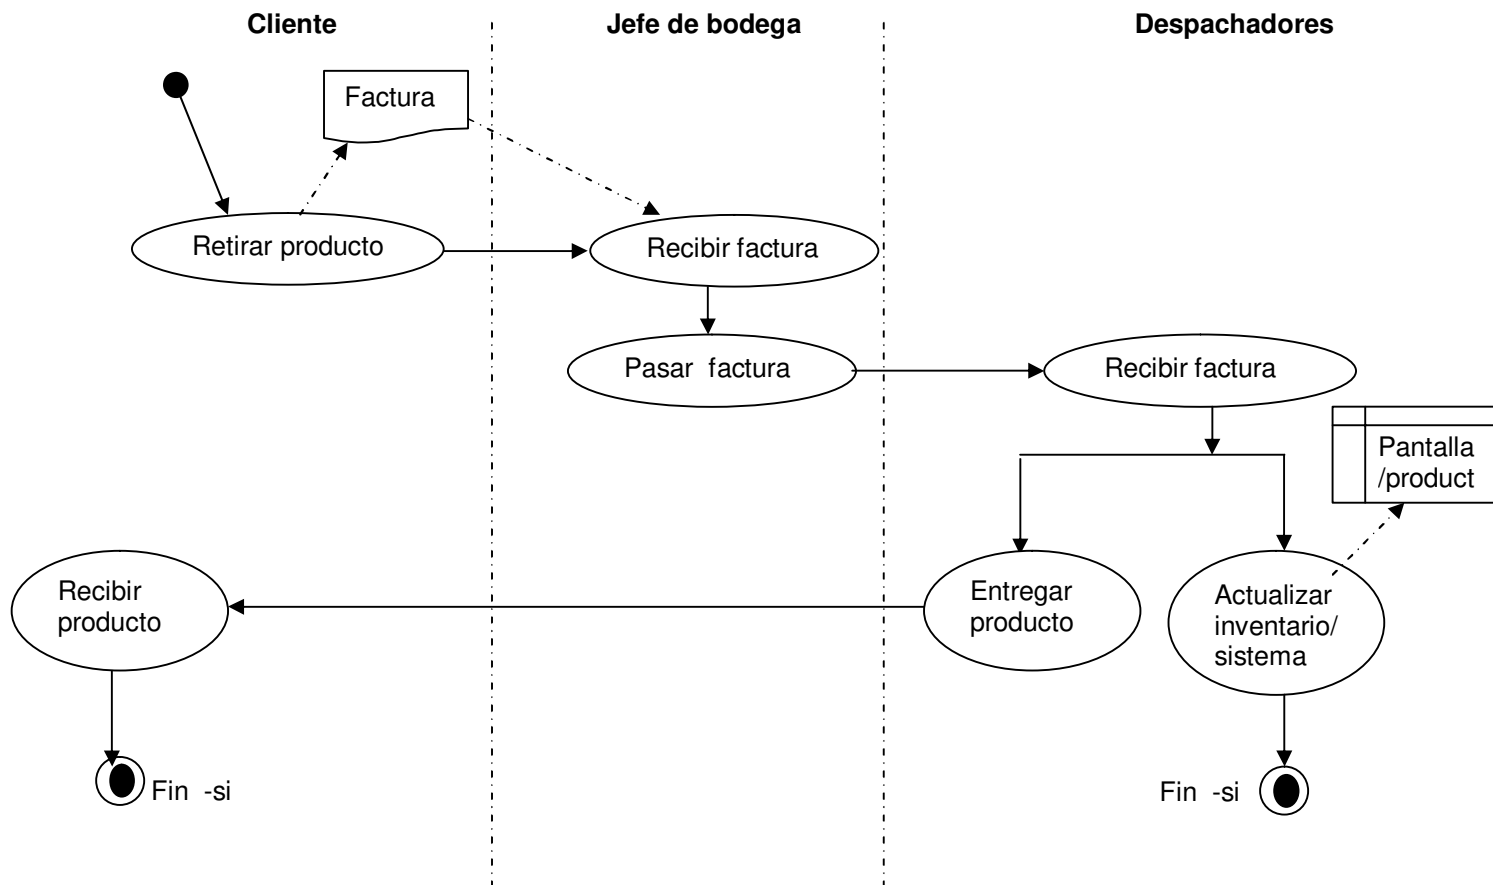 Cliente
Jefe de bodega
Despachadores
Factura
Retirar producto
Recibir factura
Pasar factura
Recibir factura
Pantalla
/product
Recibir
producto
Entregar
producto
Actualizar
inventario/
sistema
Fin -si
Fin -si